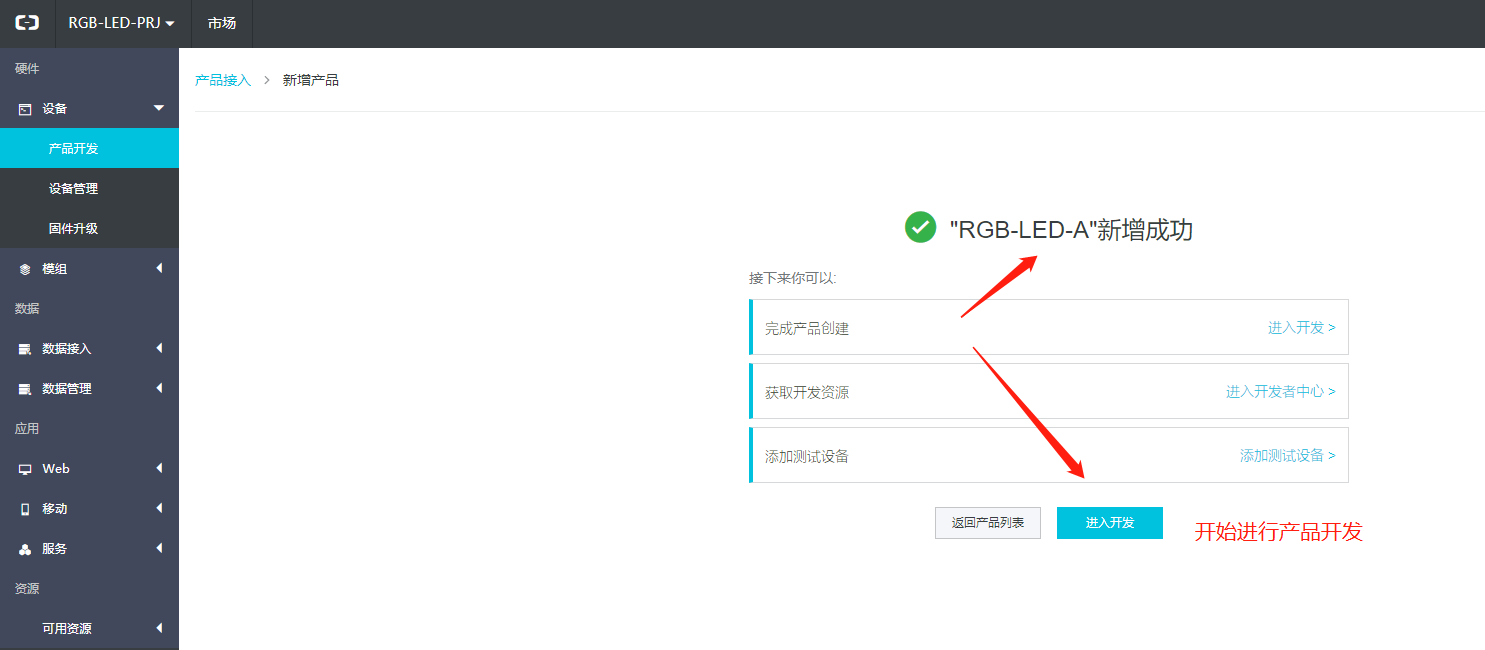 RGB-LED-PRJ
市场
硬件
设备
产品开发
设备管理
固件升级
模组
数据
数据接入
数据管理
应用
Web
移动
服务
资源
可用资源
产品接入 > 新增产品
"RGB-LED-A"新增成功
接下来你可以:
完成产品创建 进入开发 >
获取开发资源 进入开发者中心 >
添加测试设备 添加测试设备 >
返回产品列表 进入开发
开始进行产品开发